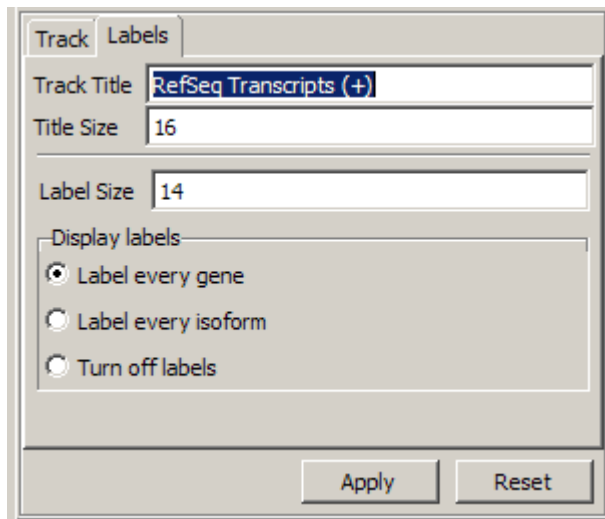 Track Labels
Track Title RefSeq Transcripts (+)
Title Size 16
Label Size 14
Display labels
Label every gene
Label every isoform
Turn off labels
Apply Reset